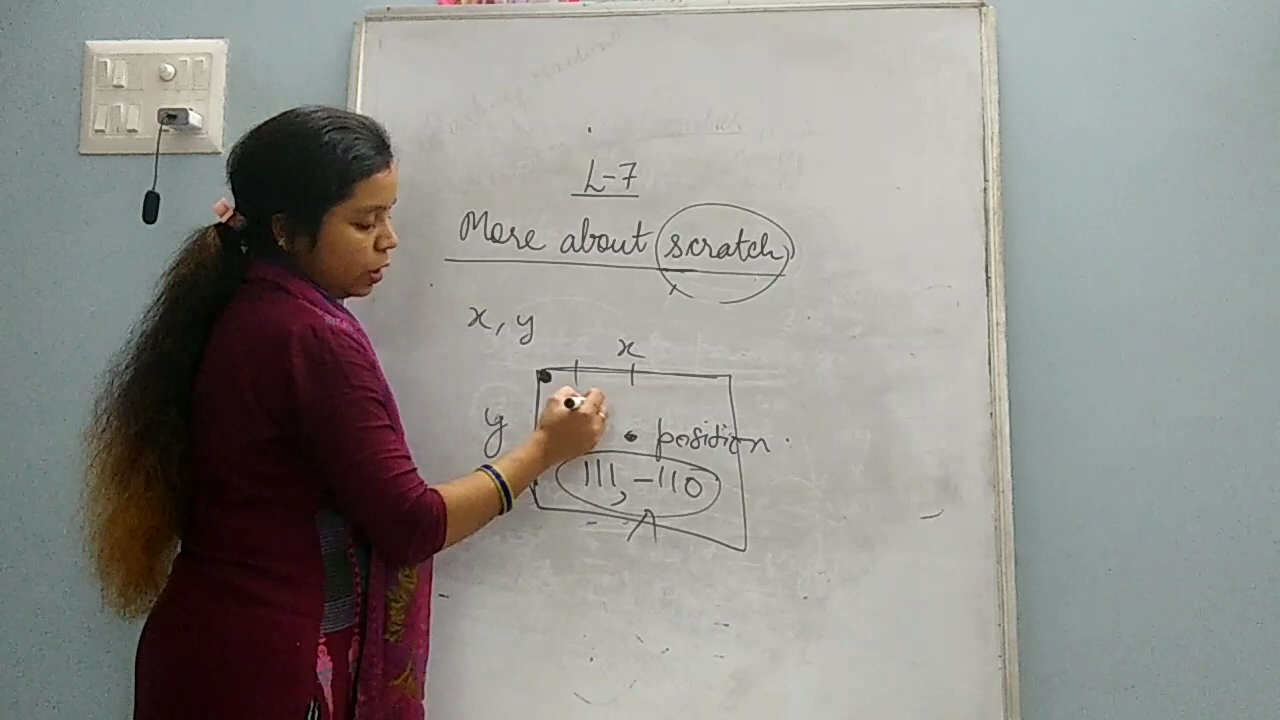 L-7
More about scratch
x, y
x
y
position.
111, -110